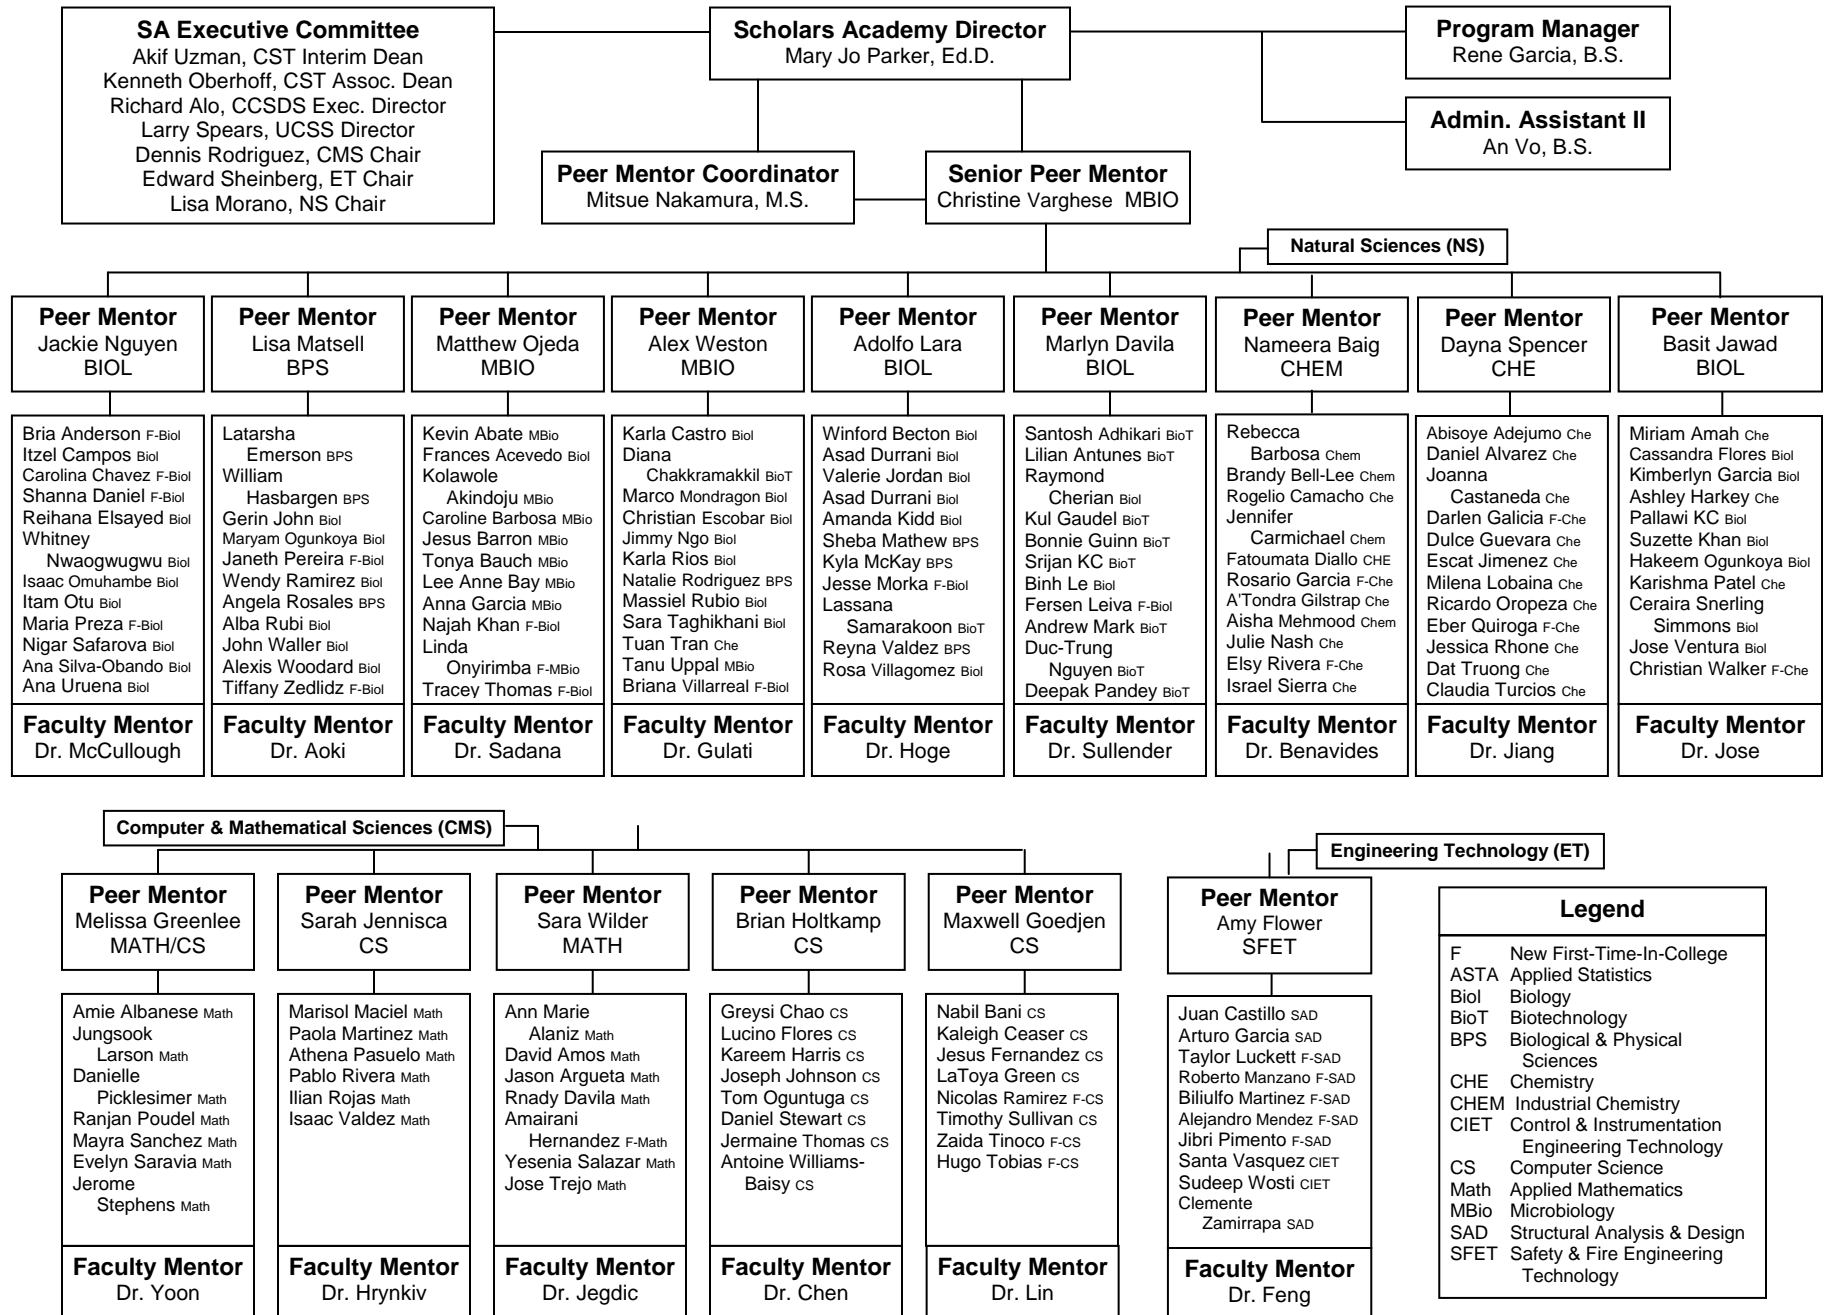 SA Executive Committee
Akif Uzman, CST Interim Dean
Kenneth Oberhoff, CST Assoc. Dean
Richard Alo, CCSDS Exec. Director
Larry Spears, UCSS Director
Dennis Rodriguez, CMS Chair
Edward Sheinberg, ET Chair
Lisa Morano, NS Chair
Scholars Academy Director
Mary Jo Parker, Ed.D.
Program Manager
Rene Garcia, B.S.
Admin. Assistant II
An Vo, B.S.
Peer Mentor Coordinator
Mitsue Nakamura, M.S.
Senior Peer Mentor
Christine Varghese MBIO
Natural Sciences (NS)
Peer Mentor
Jackie Nguyen
BIOL
Bria Anderson F-Biol
Itzel Campos Biol
Carolina Chavez F-Biol
Shanna Daniel F-Biol
Reihana Elsayed Biol
Whitney
Nwaogwugwu Biol
Isaac Omuhambe Biol
Itam Otu Biol
Maria Preza F-Biol
Nigar Safarova Biol
Ana Silva-Obando Biol
Ana Uruena Biol
Faculty Mentor
Dr. McCullough
Peer Mentor
Lisa Matsell
BPS
Latarsha
Emerson BPS
William
Hasbargen BPS
Gerin John Biol
Maryam Ogunkoya Biol
Janeth Pereira F-Biol
Wendy Ramirez Biol
Angela Rosales BPS
Alba Rubi Biol
John Waller Biol
Alexis Woodard Biol
Tiffany Zedlidz F-Biol
Faculty Mentor
Dr. Aoki
Peer Mentor
Matthew Ojeda
MBIO
Kevin Abate MBio
Frances Acevedo Biol
Kolawole
Akindoju MBio
Caroline Barbosa MBio
Jesus Barron MBio
Tonya Bauch MBio
Lee Anne Bay MBio
Anna Garcia MBio
Najah Khan F-Biol
Linda
Onyirimba F-MBio
Tracey Thomas F-Biol
Faculty Mentor
Dr. Sadana
Peer Mentor
Alex Weston
MBIO
Karla Castro Biol
Diana
Chakkramakkil BioT
Marco Mondragon Biol
Christian Escobar Biol
Jimmy Ngo Biol
Karla Rios Biol
Natalie Rodriguez BPS
Massiel Rubio Biol
Sara Taghikhani Biol
Tuan Tran Che
Tanu Uppal MBio
Briana Villarreal F-Biol
Faculty Mentor
Dr. Gulati
Peer Mentor
Adolfo Lara
BIOL
Winford Becton Biol
Asad Durrani Biol
Valerie Jordan Biol
Asad Durrani Biol
Amanda Kidd Biol
Sheba Mathew BPS
Kyla McKay BPS
Jesse Morka F-Biol
Lassana
Samarakoon BioT
Reyna Valdez BPS
Rosa Villagomez Biol
Faculty Mentor
Dr. Hoge
Peer Mentor
Marlyn Davila
BIOL
Santosh Adhikari BioT
Lilian Antunes BioT
Raymond
Cherian Biol
Kul Gaudel BioT
Bonnie Guinn BioT
Srijan KC BioT
Binh Le Biol
Fersen Leiva F-Biol
Andrew Mark BioT
Duc-Trung
Nguyen BioT
Deepak Pandey BioT
Faculty Mentor
Dr. Sullender
Peer Mentor
Nameera Baig
CHEM
Rebecca
Barbosa Chem
Brandy Bell-Lee Chem
Rogelio Camacho Che
Jennifer
Carmichael Chem
Fatoumata Diallo CHE
Rosario Garcia F-Che
A'Tondra Gilstrap Che
Aisha Mehmood Chem
Julie Nash Che
Elsy Rivera F-Che
Israel Sierra Che
Faculty Mentor
Dr. Benavides
Peer Mentor
Dayna Spencer
CHE
Abisoye Adejumo Che
Daniel Alvarez Che
Joanna
Castaneda Che
Darlen Galicia F-Che
Dulce Guevara Che
Escat Jimenez Che
Milena Lobaina Che
Ricardo Oropeza Che
Eber Quiroga F-Che
Jessica Rhone Che
Dat Truong Che
Claudia Turcios Che
Faculty Mentor
Dr. Jiang
Peer Mentor
Basit Jawad
BIOL
Miriam Amah Che
Cassandra Flores Biol
Kimberlyn Garcia Biol
Ashley Harkey Che
Pallawi KC Biol
Suzette Khan Biol
Hakeem Ogunkoya Biol
Karishma Patel Che
Ceraira Snerling
Simmons Biol
Jose Ventura Biol
Christian Walker F-Che
Faculty Mentor
Dr. Jose
Computer & Mathematical Sciences (CMS)
Peer Mentor
Melissa Greenlee
MATH/CS
Amie Albanese Math
Jungsook
Larson Math
Danielle
Picklesimer Math
Ranjan Poudel Math
Mayra Sanchez Math
Evelyn Saravia Math
Jerome
Stephens Math
Faculty Mentor
Dr. Yoon
Peer Mentor
Sarah Jennisca
CS
Marisol Maciel Math
Paola Martinez Math
Athena Pasuelo Math
Pablo Rivera Math
Ilian Rojas Math
Isaac Valdez Math
Faculty Mentor
Dr. Hrynkiv
Peer Mentor
Sara Wilder
MATH
Ann Marie
Alaniz Math
David Amos Math
Jason Argueta Math
Rnady Davila Math
Amairani
Hernandez F-Math
Yesenia Salazar Math
Jose Trejo Math
Faculty Mentor
Dr. Jegdic
Peer Mentor
Brian Holtkamp
CS
Greysi Chao CS
Lucino Flores CS
Kareem Harris CS
Joseph Johnson CS
Tom Oguntuga CS
Daniel Stewart CS
Jermaine Thomas CS
Antoine Williams-
Baisy CS
Faculty Mentor
Dr. Chen
Peer Mentor
Maxwell Goedjen
CS
Nabil Bani CS
Kaleigh Ceaser CS
Jesus Fernandez CS
LaToya Green CS
Nicolas Ramirez F-CS
Timothy Sullivan CS
Zaida Tinoco F-CS
Hugo Tobias F-CS
Faculty Mentor
Dr. Lin
Engineering Technology (ET)
Peer Mentor
Amy Flower
SFET
Juan Castillo SAD
Arturo Garcia SAD
Taylor Luckett F-SAD
Roberto Manzano F-SAD
Biliulfo Martinez F-SAD
Alejandro Mendez F-SAD
Jibri Pimento F-SAD
Santa Vasquez CIET
Sudeep Wosti CIET
Clemente
Zamirrapa SAD
Faculty Mentor
Dr. Feng
Legend
F New First-Time-In-College
ASTA Applied Statistics
Biol Biology
BioT Biotechnology
BPS Biological & Physical
Sciences
CHE Chemistry
CHEM Industrial Chemistry
CIET Control & Instrumentation
Engineering Technology
CS Computer Science
Math Applied Mathematics
MBio Microbiology
SAD Structural Analysis & Design
SFET Safety & Fire Engineering
Technology